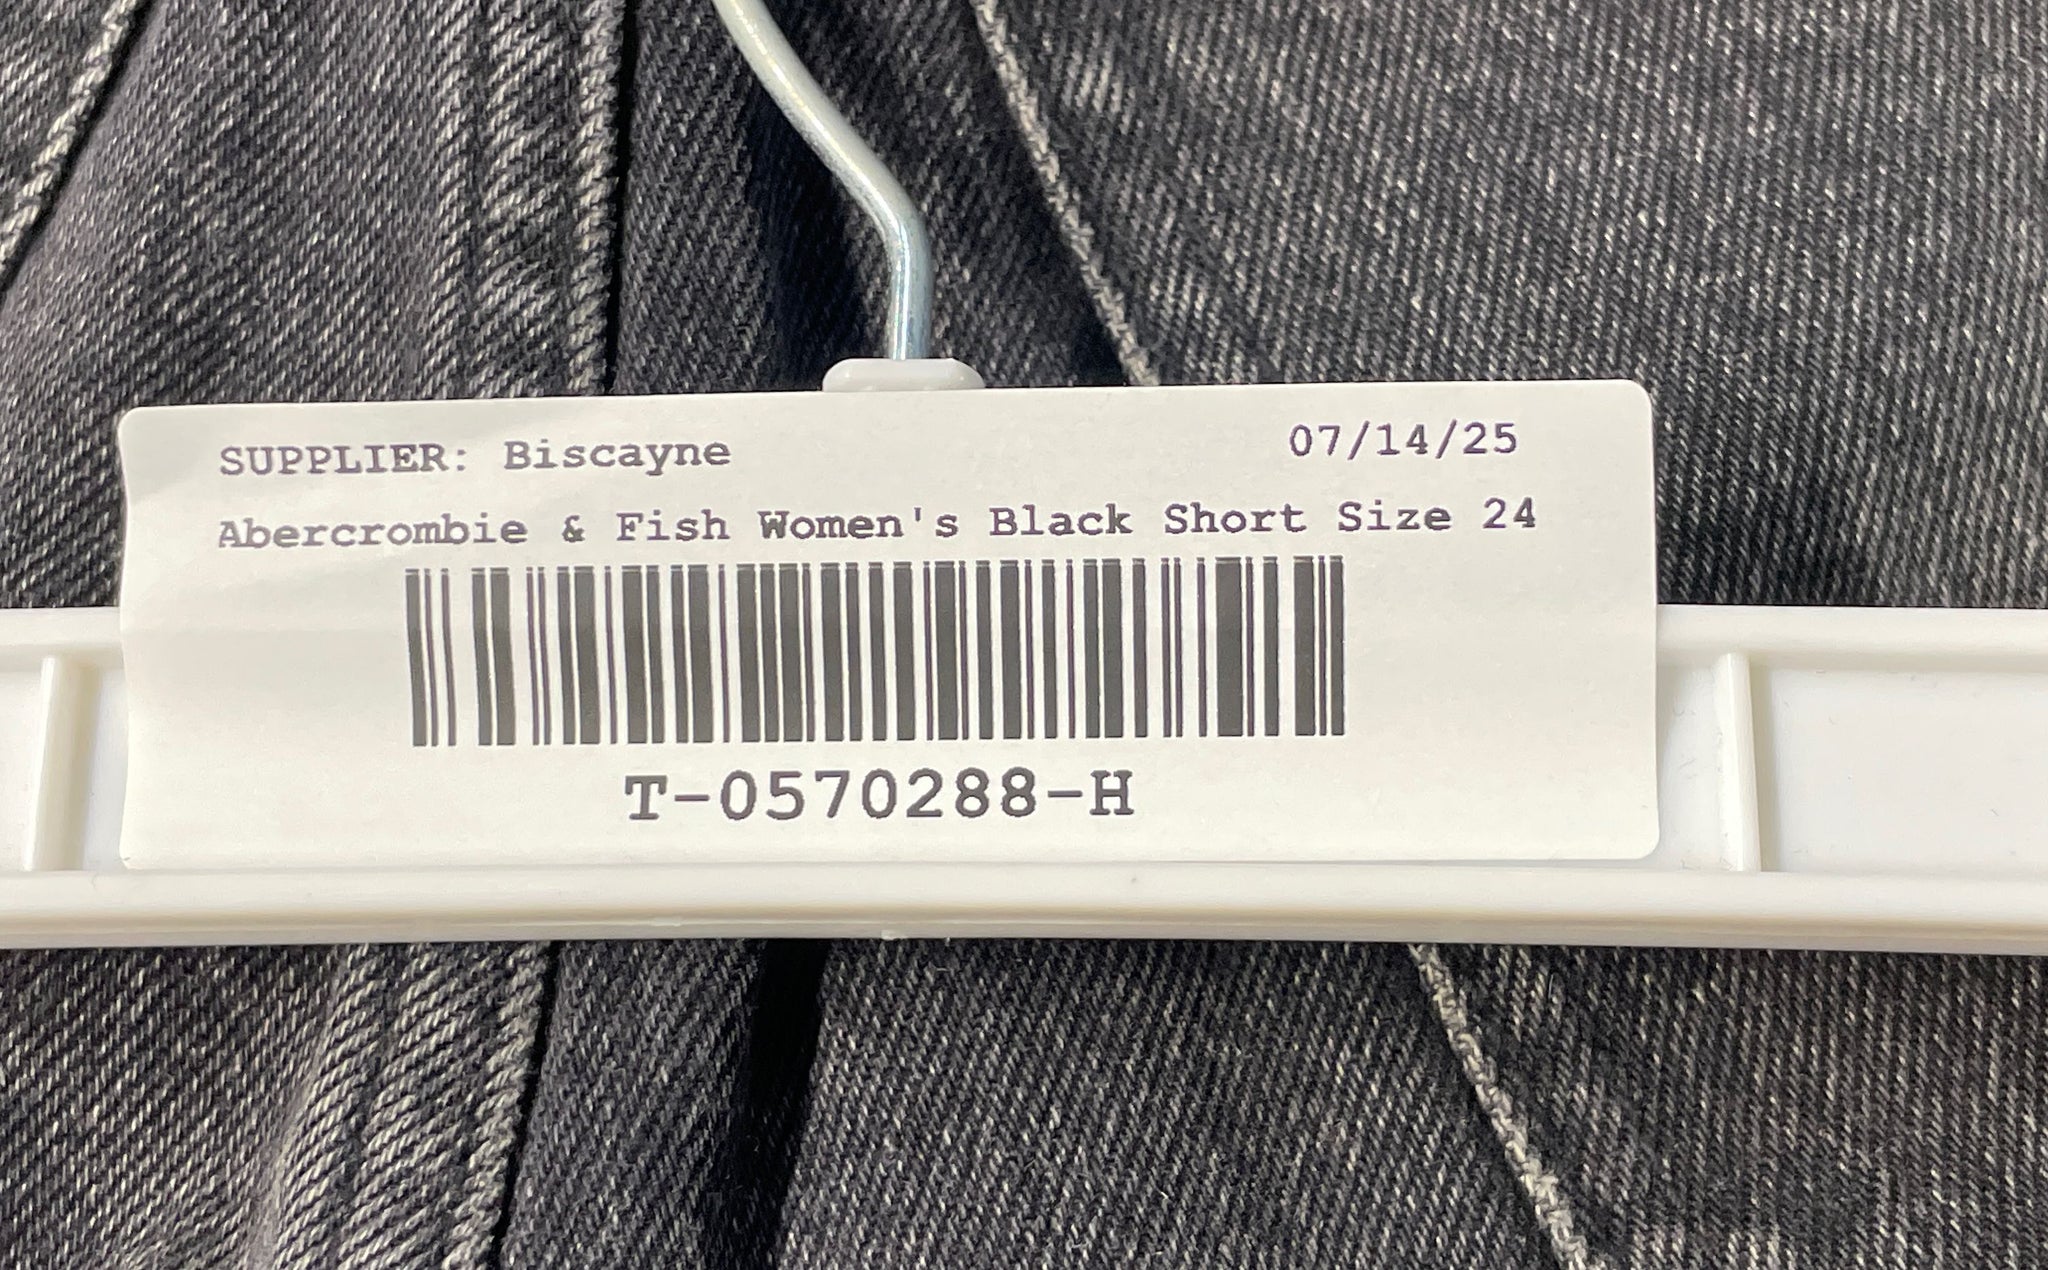 SUPPLIER: Biscayne 07/14/25
Abercrombie & Fish Women's Black Short Size 24
T-0570288-H